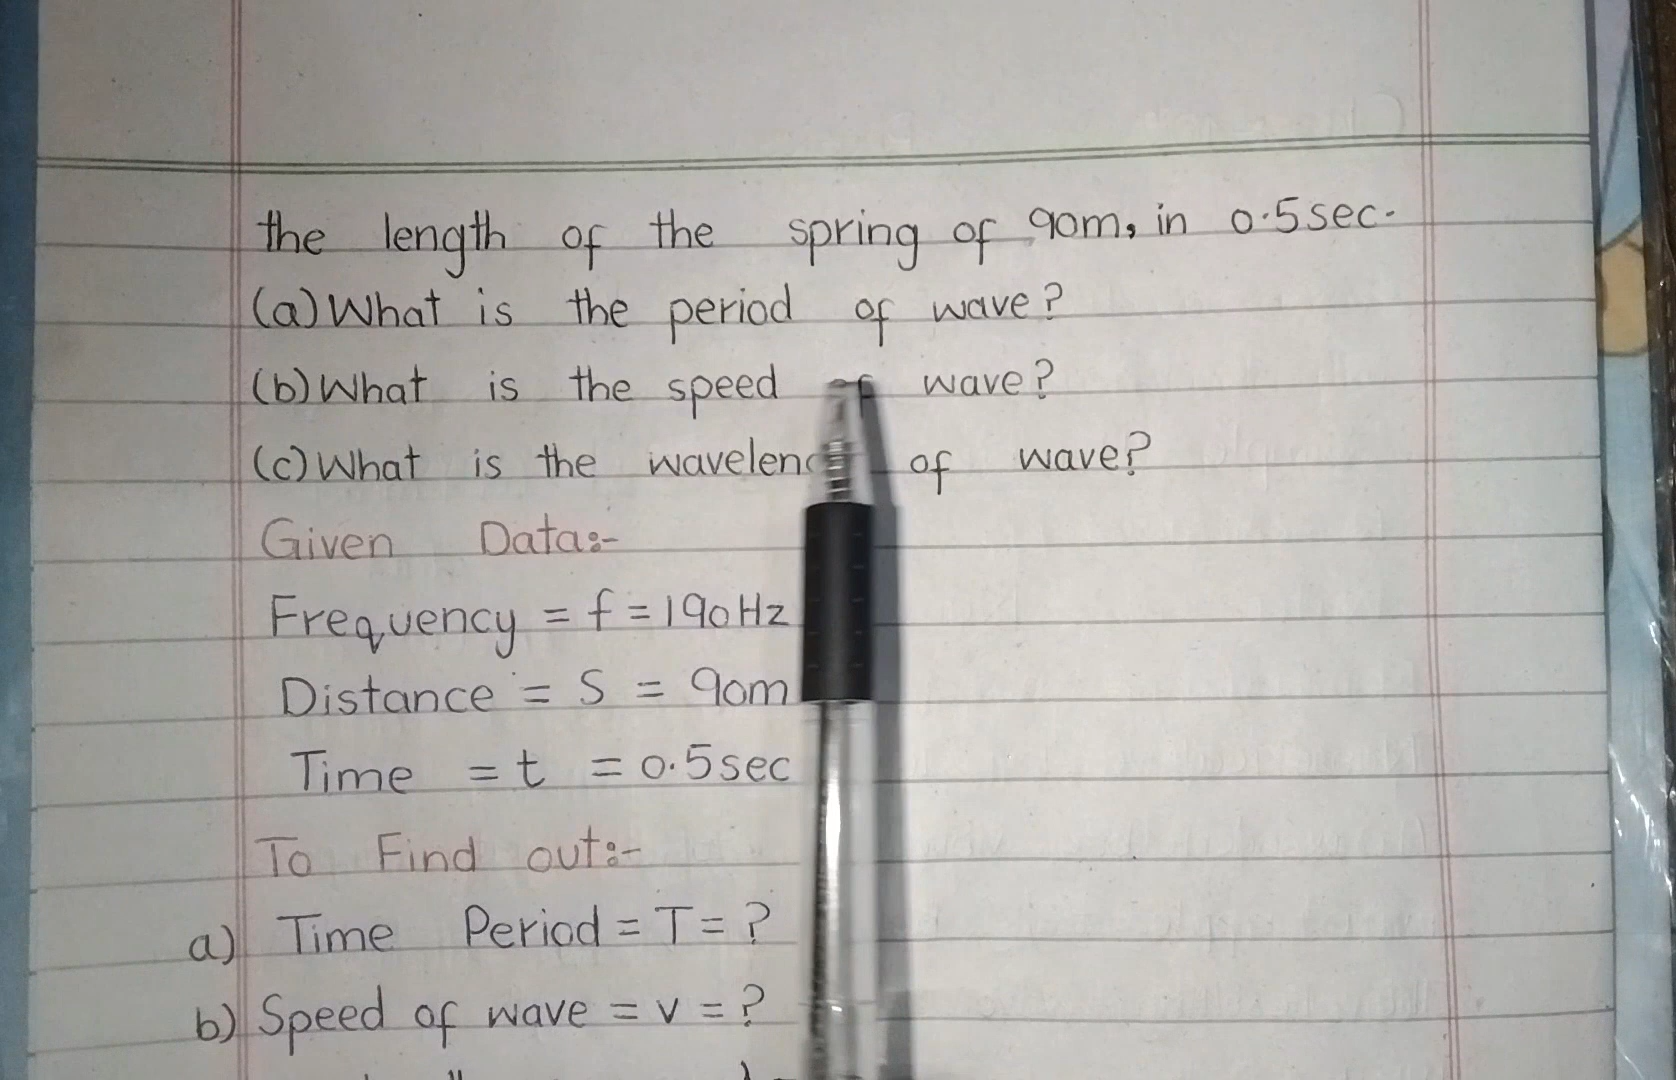 the length of the spring of 90m, in 0.5sec.
(a) What is the period of wave?
(b) What is the speed of wave?
(c) What is the of wave?
Given Data:-
Frequency = f = 190Hz
Distance = S = 90m
Time = t = 0.5sec
To Find out:-
a) Time Period = T = ?
b) Speed of wave = v = ?